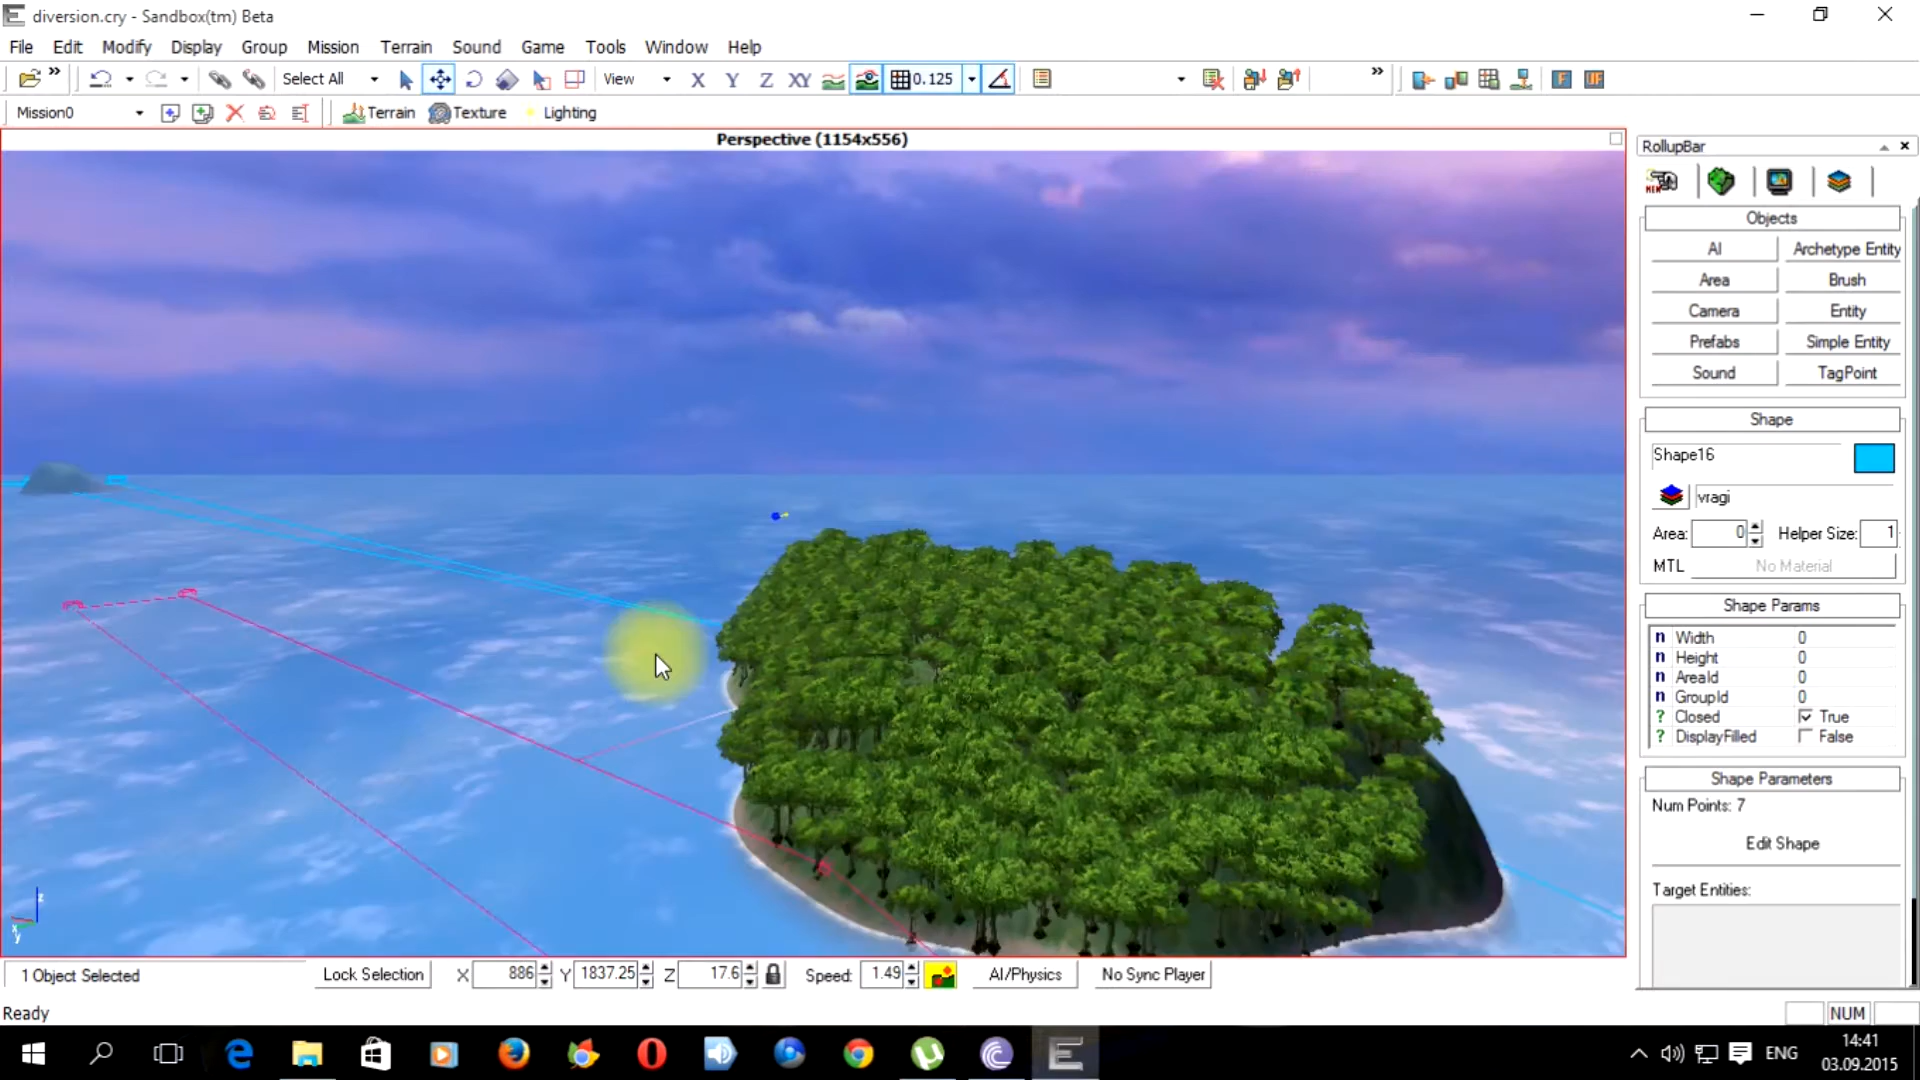 diversion.cry - Sandbox(tm) Beta
File Edit Modify Display Group Mission Terrain Sound Game Tools Window Help
Select All View X Y Z XY 0.125
Mission0 Terrain Texture Lighting
Perspective (1154x556)
RollupBar
Objects
AI Archetype Entity
Area Brush
Camera Entity
Prefabs Simple Entity
Sound TagPoint
Shape
Shape16
vragi
Area: 0 Helper Size: 1
MTL No Material
Shape Params
n Width 0
n Height 0
n AreaId 0
n GroupId 0
? Closed True
? DisplayFilled False
Shape Parameters
Num Points: 7
Edit Shape
Target Entities:
1 Object Selected Lock Selection X 886 Y 1837.25 Z 17.6 Speed: 1.49 AI/Physics No Sync Player
Ready NUM
ENG 14:41
03.09.2015